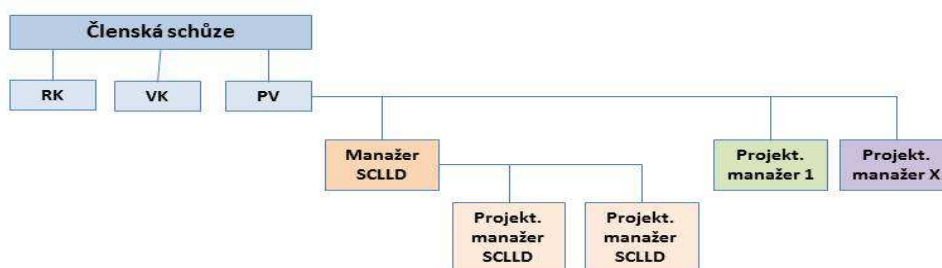 Členská schůze
RK
VK
PV
Manažer
SCLLD
Projekt.
manažer 1
Projekt.
manažer X
Projekt.
manažer
SCLLD
Projekt.
manažer
SCLLD